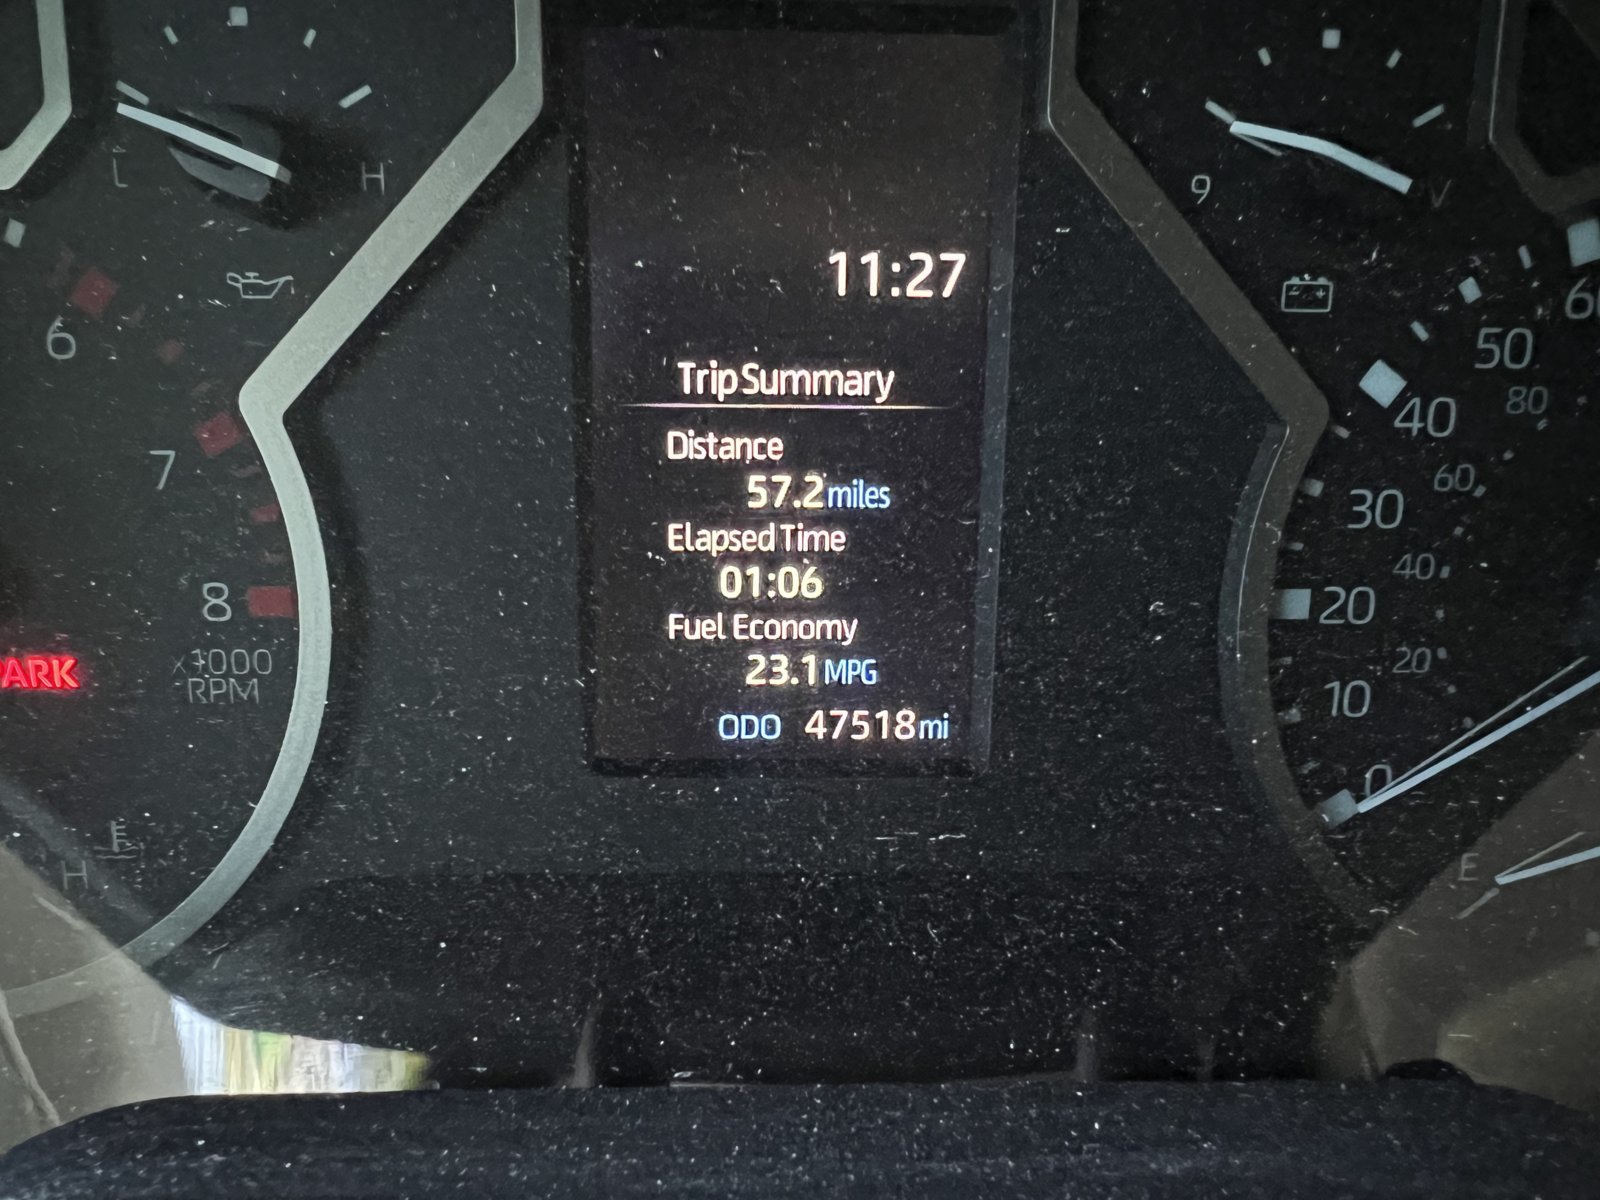 L H
9 V
11:27
6
Trip Summary
60
50
40
80
Distance
7
57.2 miles
60
30
Elapsed Time
01:06
40
8
20
Fuel Economy
x1000
RPM
20
23.1 MPG
10
ODO 47518 mi
0
H
E